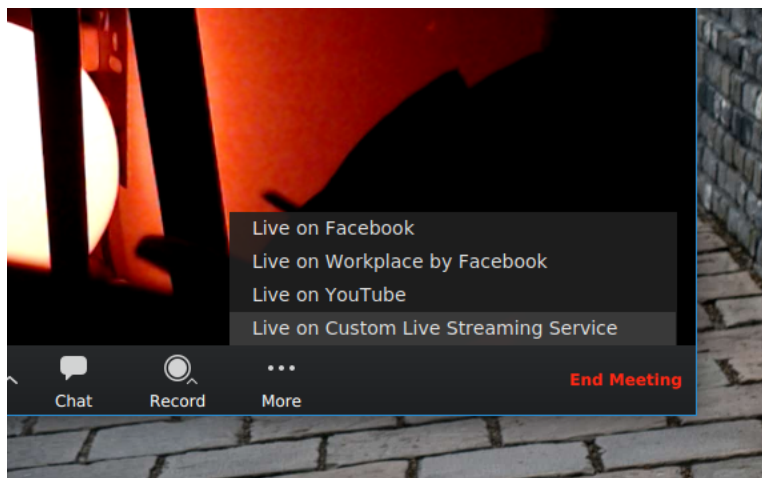 Live on Facebook
Live on Workplace by Facebook
Live on YouTube
Live on Custom Live Streaming Service
Chat
Record
More
End Meeting